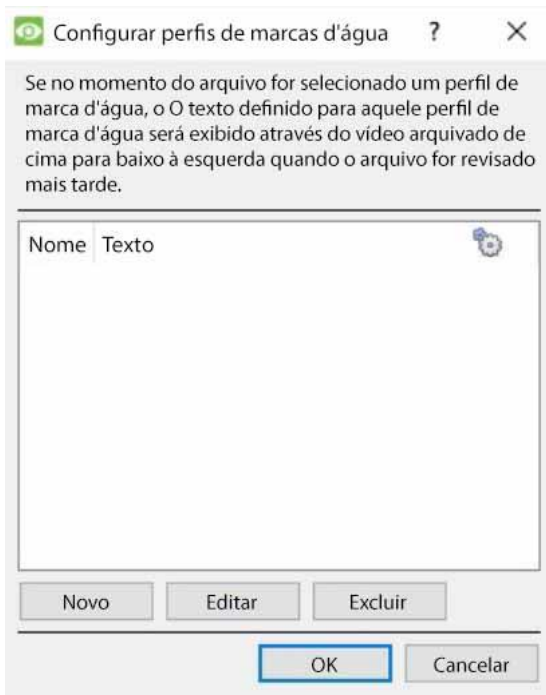 Configurar perfis de marcas d'água ?
Se no momento do arquivo for selecionado um perfil de
marca d'água, o O texto definido para aquele perfil de
marca d'água será exibido através do vídeo arquivado de
cima para baixo à esquerda quando o arquivo for revisado
mais tarde.
Nome Texto
Novo Editar Excluir
OK Cancelar